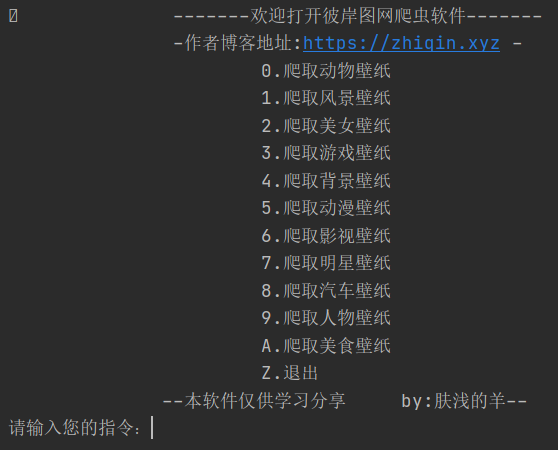 -------欢迎打开彼岸图网爬虫软件-------
-作者博客地址:https://zhiqin.xyz -
0.爬取动物壁纸
1.爬取风景壁纸
2.爬取美女壁纸
3.爬取游戏壁纸
4.爬取背景壁纸
5.爬取动漫壁纸
6.爬取影视壁纸
7.爬取明星壁纸
8.爬取汽车壁纸
9.爬取人物壁纸
A.爬取美食壁纸
Z.退出
--本软件仅供学习分享     by:肤浅的羊--
请输入您的指令: